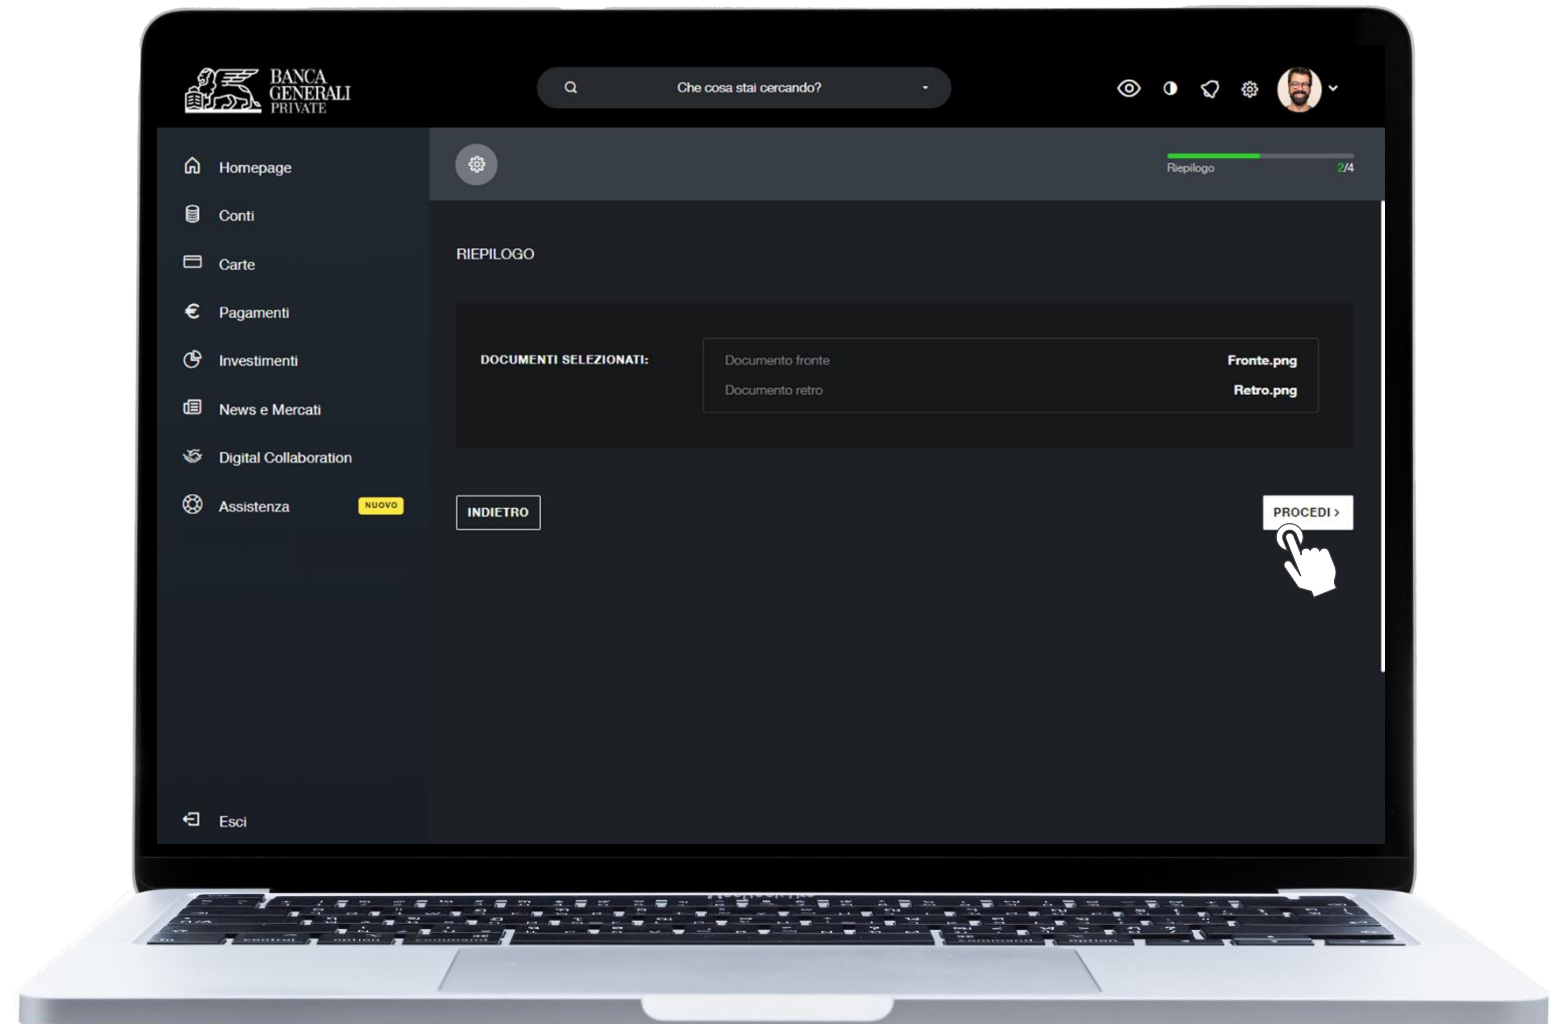 BANCA
GENERALI
PRIVATE
Che cosa stai cercando?
Homepage
Conti
Carte
Pagamenti
Investimenti
News e Mercati
Digital Collaboration
Assistenza NUOVO
Esci
Riepilogo 2/4
RIEPILOGO
DOCUMENTI SELEZIONATI: Documento fronte Fronte.png
Documento retro Retro.png
INDIETRO PROCEDI >